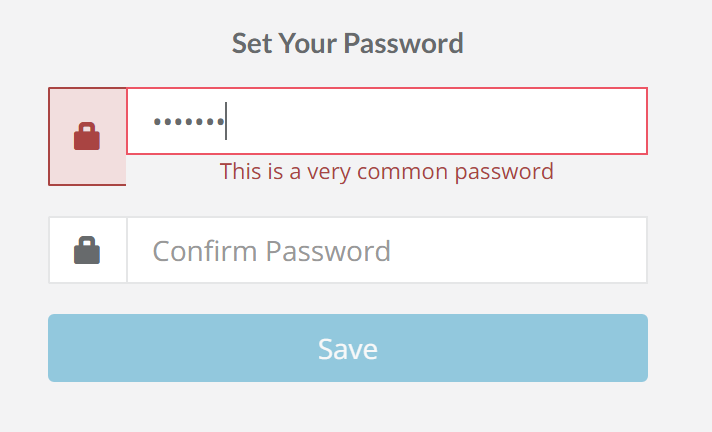 Set Your Password
•••••••
This is a very common password
Confirm Password
Save